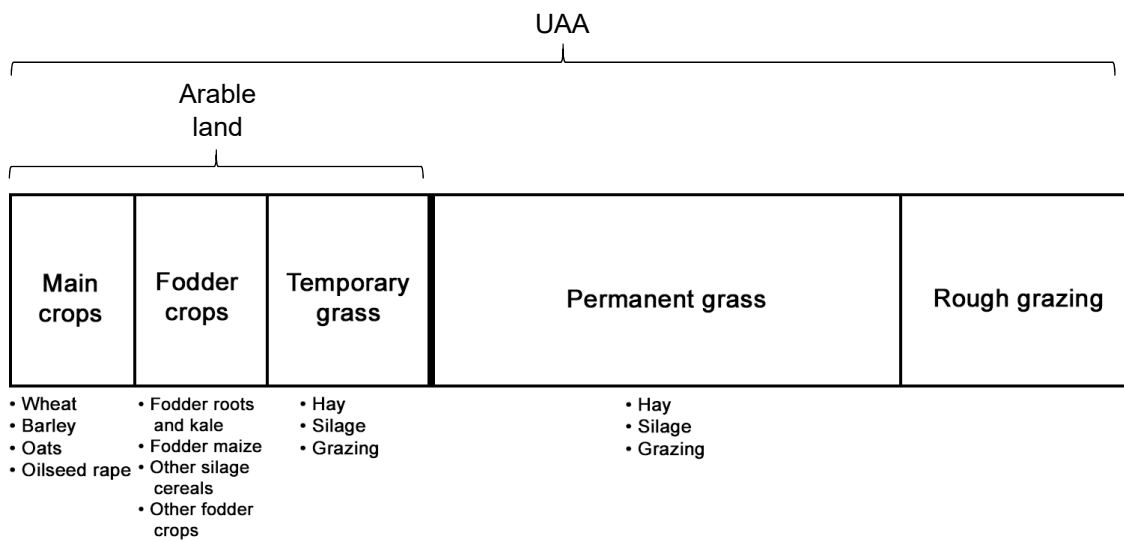 UAA
Arable
land
Main
crops
Fodder
crops
Temporary
grass
Permanent grass
Rough grazing
• Wheat
• Barley
• Oats
• Oilseed rape
• Fodder roots
and kale
• Fodder maize
• Other silage
cereals
• Other fodder
crops
• Hay
• Silage
• Grazing
• Hay
• Silage
• Grazing